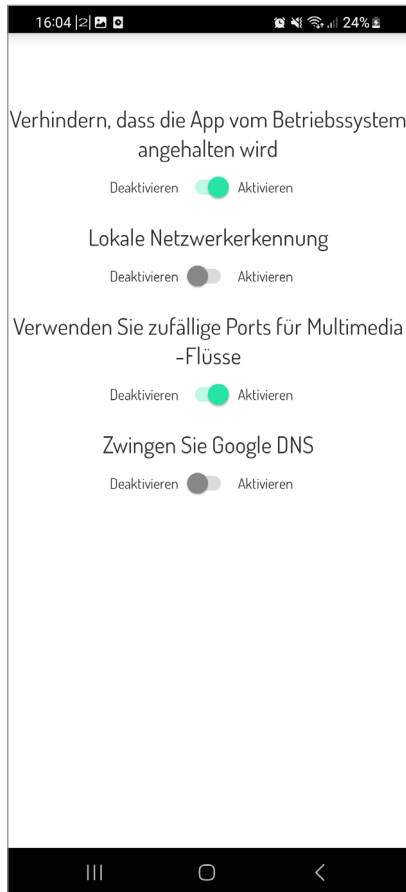 16:04 |2| 24%
Verhindern, dass die App vom Betriebssystem
angehalten wird
Deaktivieren Aktivieren
Lokale Netzwerkerkennung
Deaktivieren Aktivieren
Verwenden Sie zufällige Ports für Multimedia
-Flüsse
Deaktivieren Aktivieren
Zwingen Sie Google DNS
Deaktivieren Aktivieren